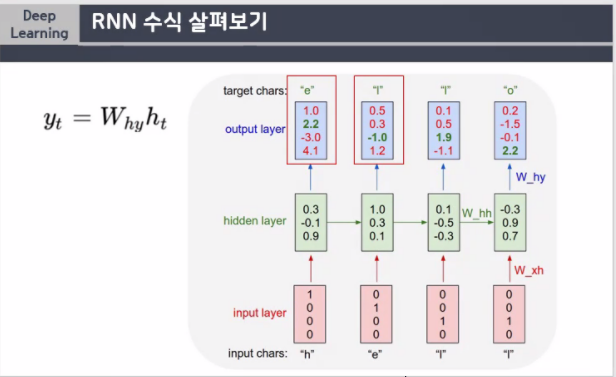 Deep
Learning
RNN 수식 살펴보기
y_t = W_{hy}h_t
target chars: "e" "l" "l" "o"
output layer
1.0 0.5 0.1 0.2
2.2 0.3 0.5 -1.5
-3.0 -1.0 1.9 -0.1
4.1 1.2 -1.1 2.2
W_hy
hidden layer
0.3 1.0 0.1 -0.3
-0.1 0.3 -0.5 0.9
0.9 0.1 -0.3 0.7
W_hh
W_xh
input layer
1 0 0 0
0 1 0 0
0 0 1 1
0 0 0 0
input chars: "h" "e" "l" "l"